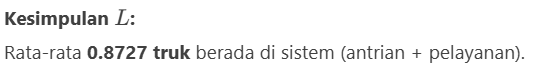 Kesimpulan L:
Rata-rata 0.8727 truk berada di sistem (antrian + pelayanan).